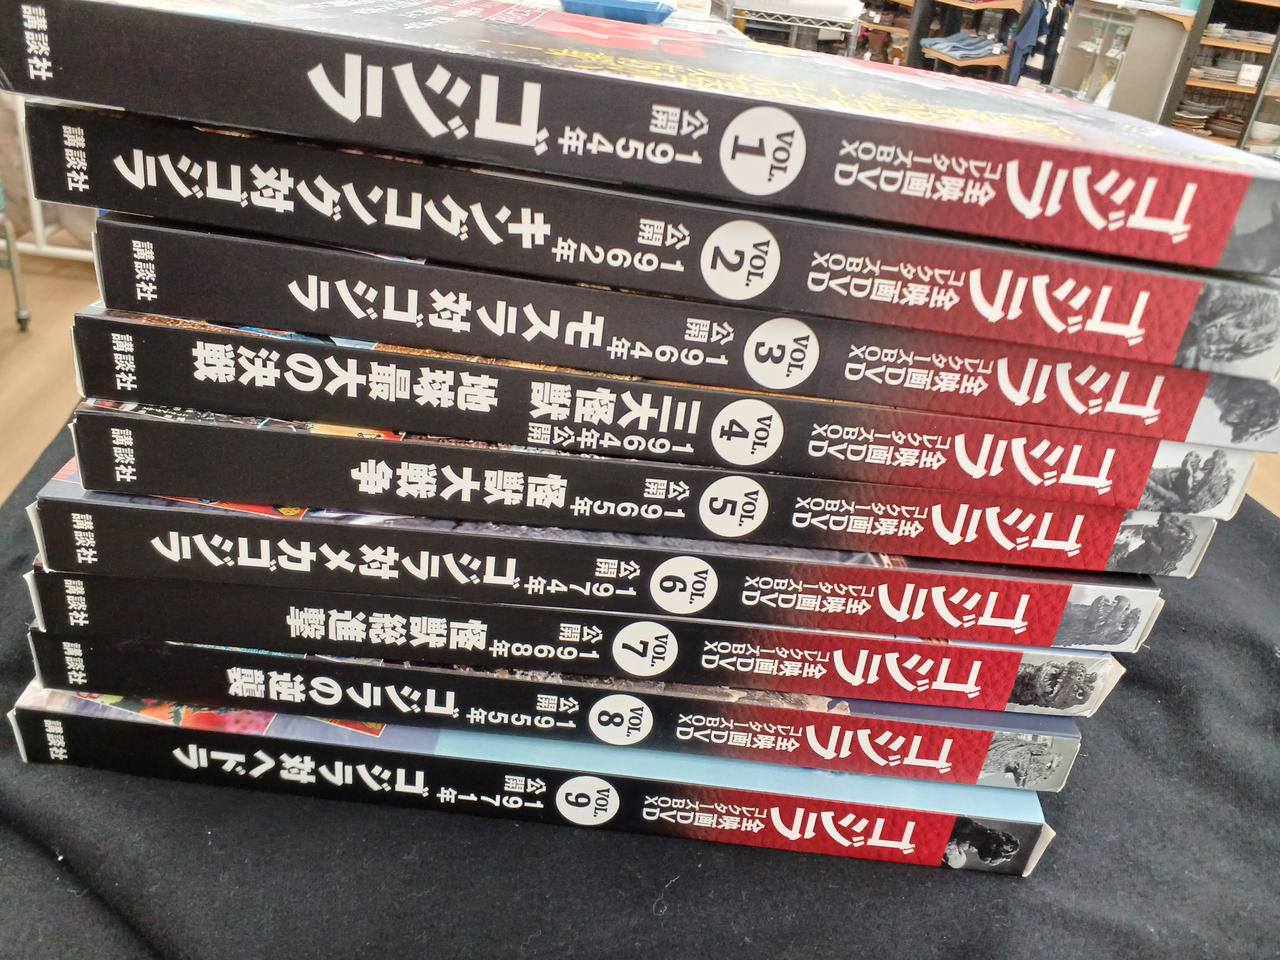 ゴジラ
全映画DVD
コレクターズBOX
VOL.
1
1954年
公開
ゴジラ
講談社
ゴジラ
全映画DVD
コレクターズBOX
VOL.
2
1962年
公開
キングコング対ゴジラ
講談社
ゴジラ
全映画DVD
コレクターズBOX
VOL.
3
1964年
公開
モスラ対ゴジラ
講談社
ゴジラ
全映画DVD
コレクターズBOX
VOL.
4
1964年公開
三大怪獣 地球最大の決戦
講談社
ゴジラ
全映画DVD
コレクターズBOX
VOL.
5
1965年
公開
怪獣大戦争
講談社
ゴジラ
全映画DVD
コレクターズBOX
VOL.
6
1974年
公開
ゴジラ対メカゴジラ
講談社
ゴジラ
全映画DVD
コレクターズBOX
VOL.
7
1968年
公開
怪獣総進撃
講談社
ゴジラ
全映画DVD
コレクターズBOX
VOL.
8
1955年
公開
ゴジラの逆襲
講談社
ゴジラ
全映画DVD
コレクターズBOX
VOL.
9
1971年
公開
ゴジラ対ヘドラ
講談社